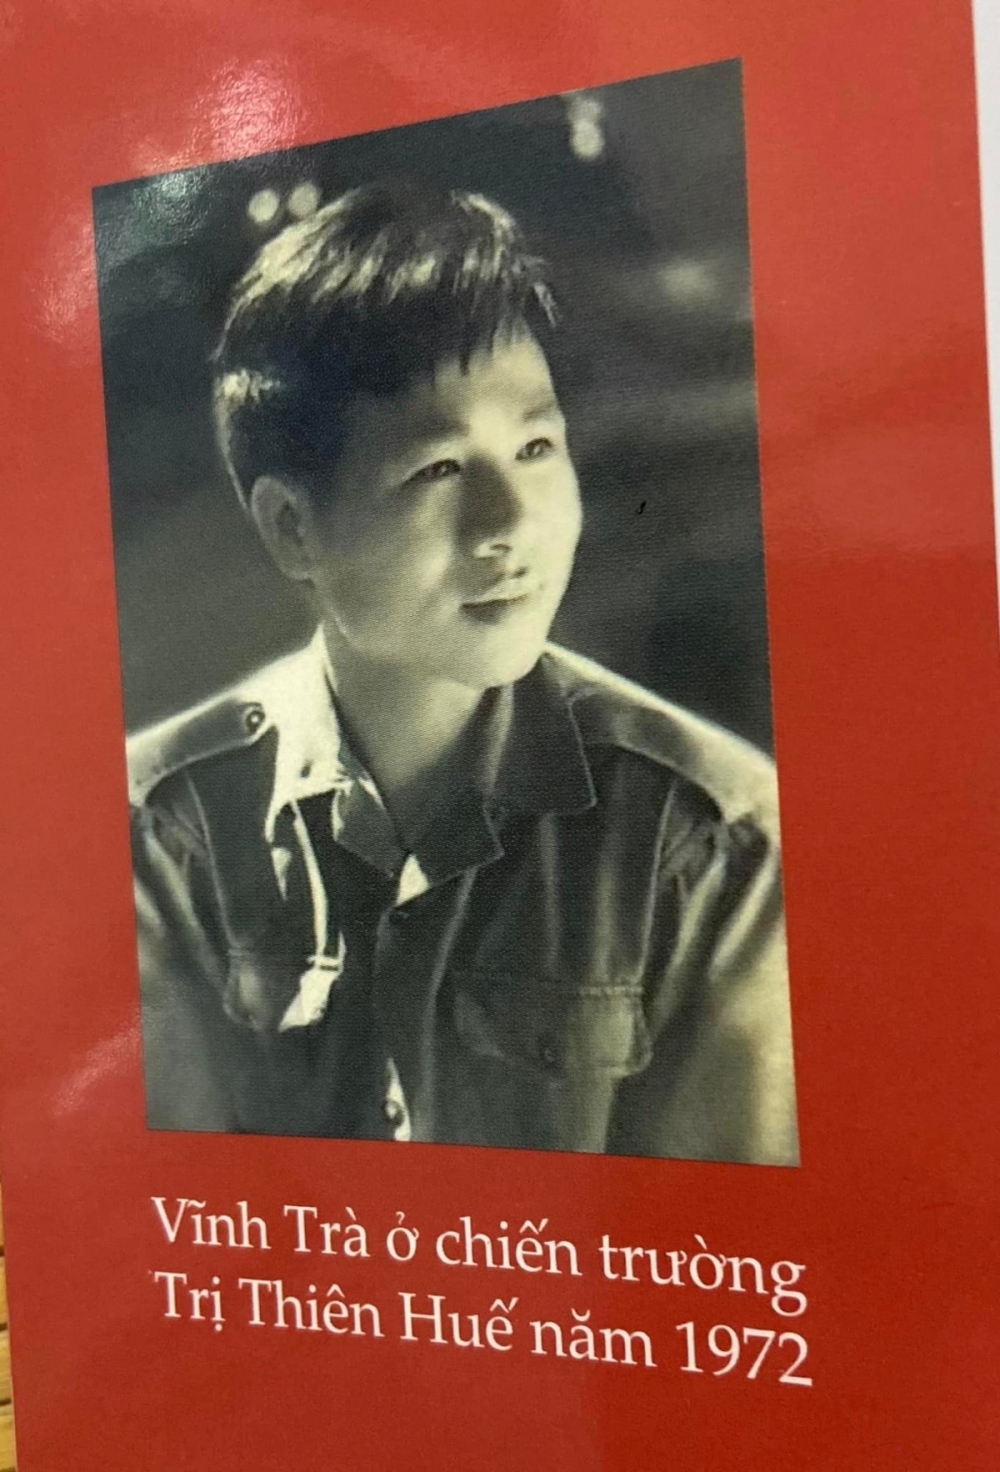 Vĩnh Trà ở chiến trường
Trị Thiên Huế năm 1972